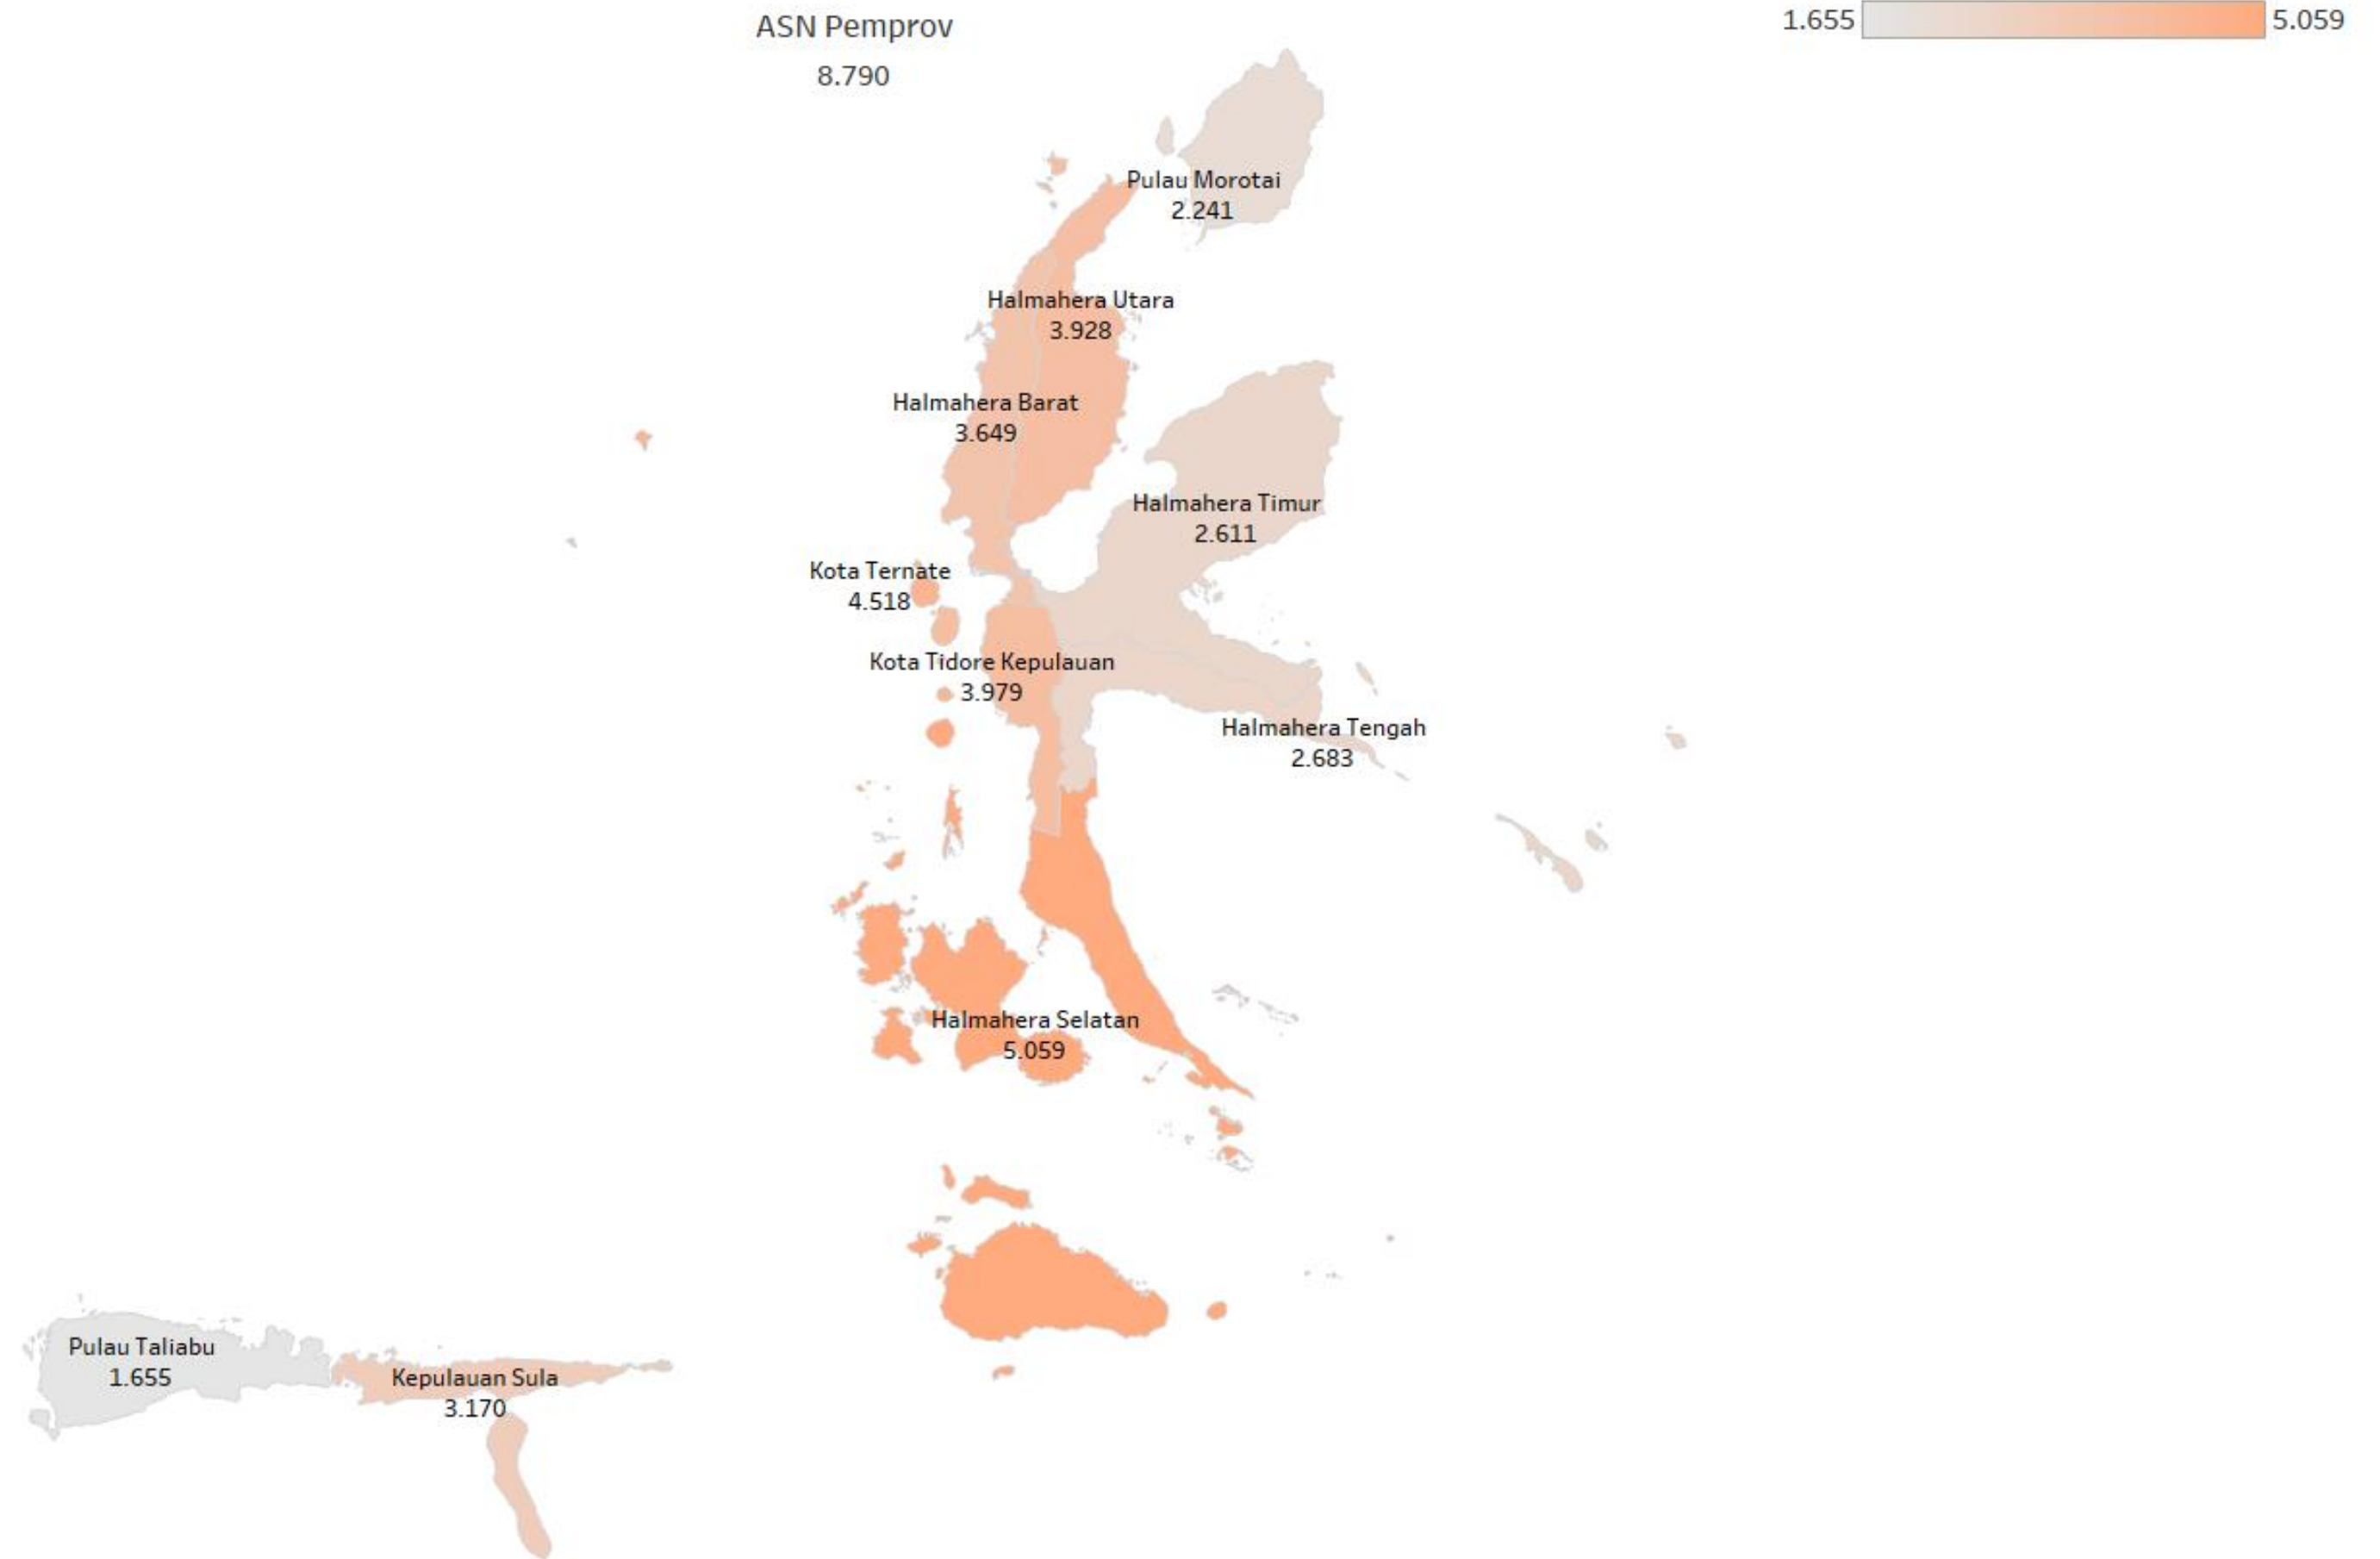 ASN Pemprov
8.790
1.655
5.059
Pulau Morotai
2.241
Halmahera Utara
3.928
Halmahera Barat
3.649
Halmahera Timur
2.611
Kota Ternate
4.518
Kota Tidore Kepulauan
3.979
Halmahera Tengah
2.683
Halmahera Selatan
5.059
Pulau Taliabu
1.655
Kepulauan Sula
3.170